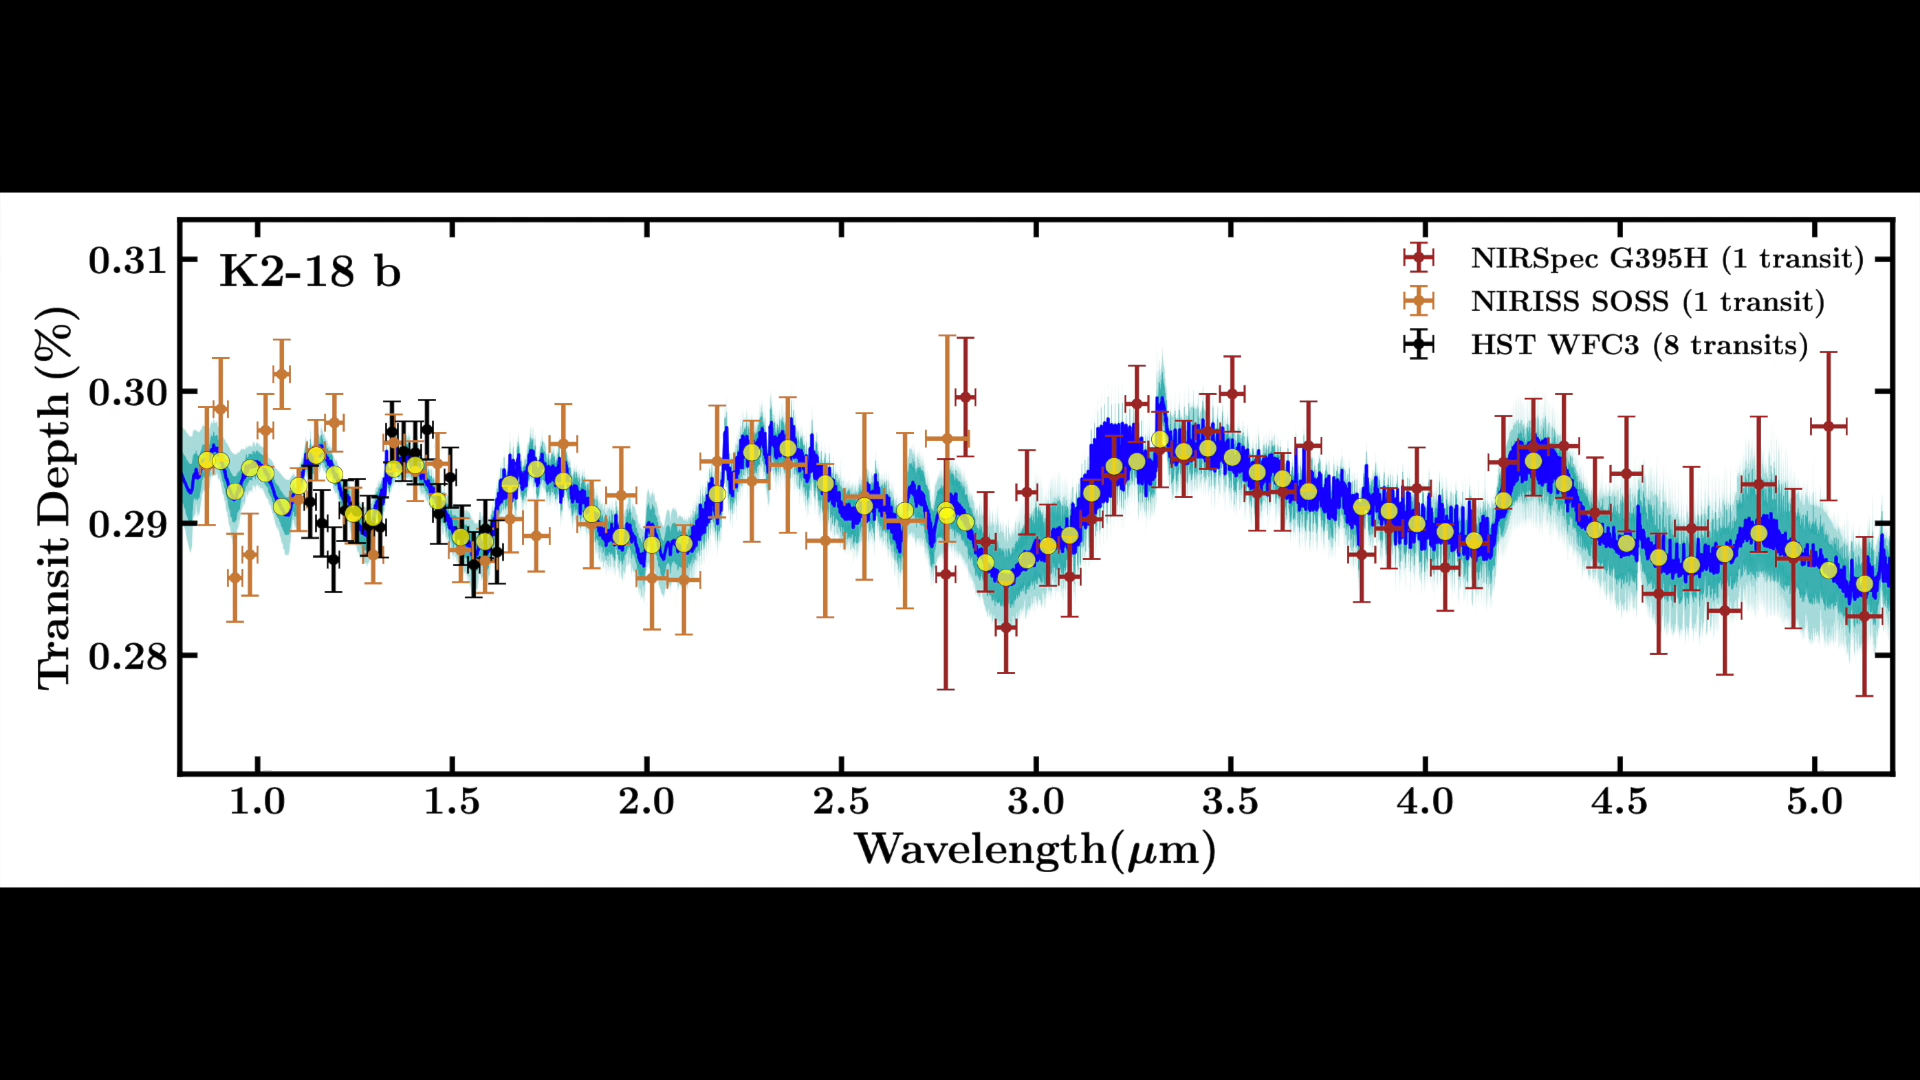 K2-18 b
NIRSpec G395H (1 transit)
NIRISS SOSS (1 transit)
HST WFC3 (8 transits)
Transit Depth (%)
0.31
0.30
0.29
0.28
1.0 1.5 2.0 2.5 3.0 3.5 4.0 4.5 5.0
Wavelength(μm)